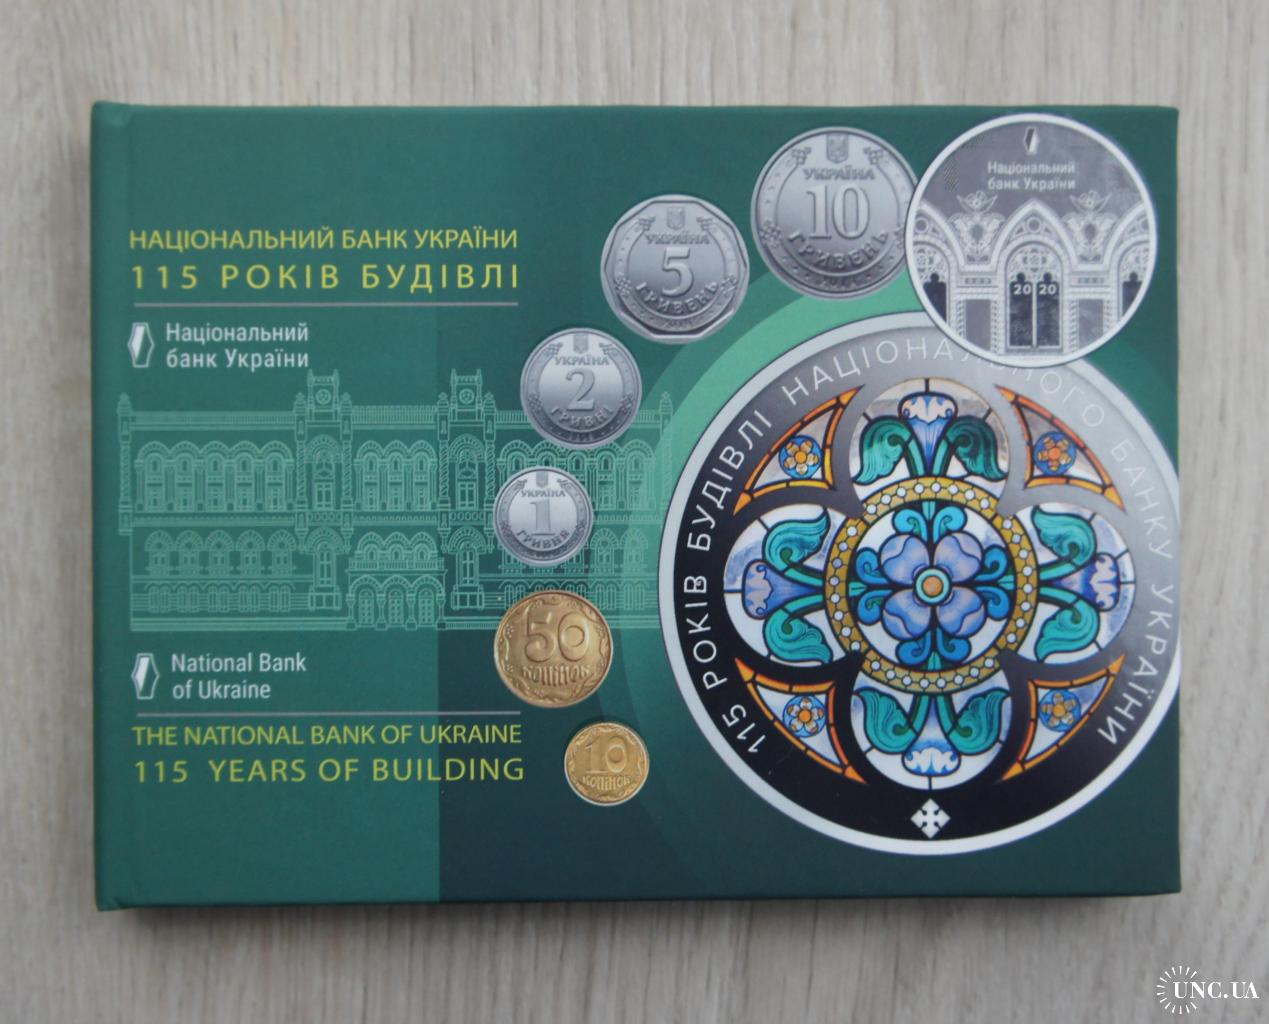 НАЦІОНАЛЬНИЙ БАНК УКРАЇНИ
115 РОКІВ БУДІВЛІ
Національний
банк України
National Bank
of Ukraine
THE NATIONAL BANK OF UKRAINE
115 YEARS OF BUILDING
УКРАЇНА
10
ГРИВЕНЬ
УКРАЇНА
5
ГРИВЕНЬ
УКРАЇНА
2
ГРИВНІ
УКРАЇНА
1
ГРИВНЯ
50
КОПІЙОК
10
КОПІЙОК
Національний
банк України
20 20
115 РОКІВ БУДІВЛІ НАЦІОНАЛЬНОГО БАНКУ УКРАЇНИ
UNC.UA